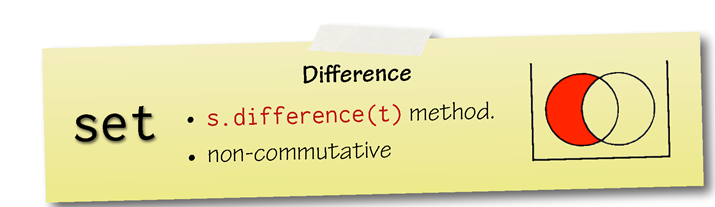 Difference
set
• s.difference(t) method.
• non-commutative